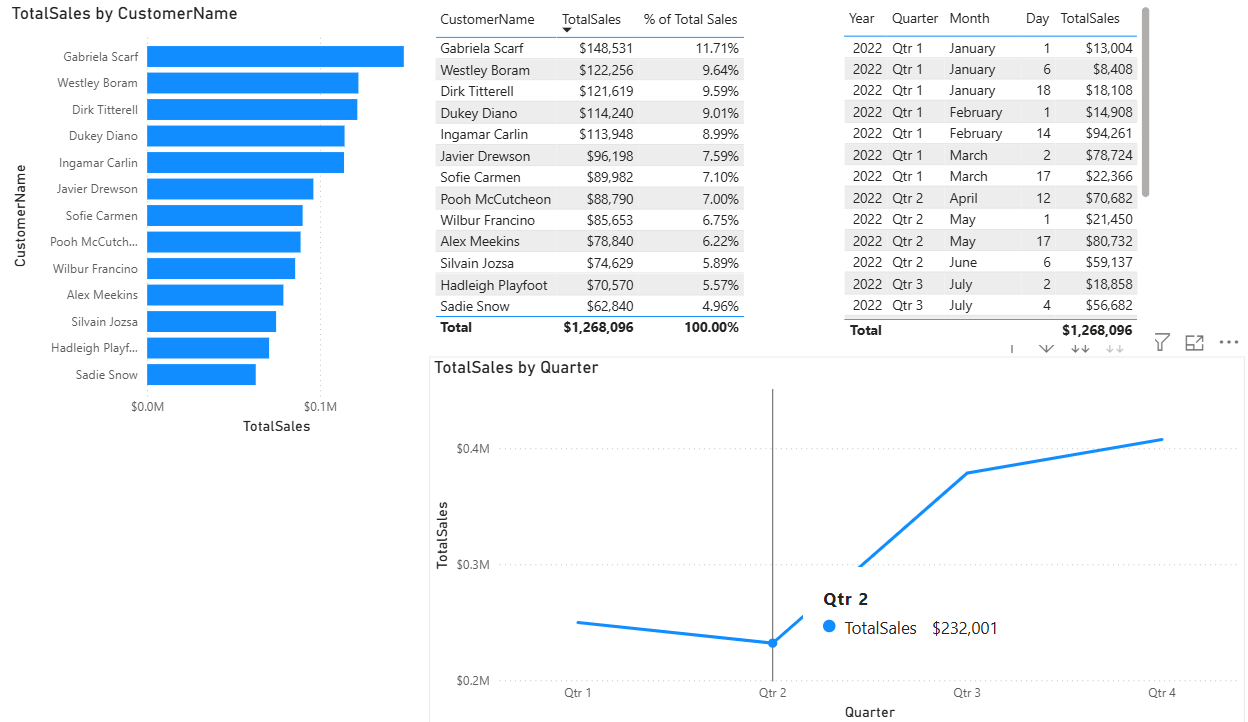 TotalSales by CustomerName
CustomerName
Gabriela Scarf
Westley Boram
Dirk Titterell
Dukey Diano
Ingamar Carlin
Javier Drewson
Sofie Carmen
Pooh McCutch...
Wilbur Francino
Alex Meekins
Silvain Jozsa
Hadleigh Playf...
Sadie Snow
$0.0M $0.1M
TotalSales
CustomerName TotalSales % of Total Sales
Gabriela Scarf $148,531 11.71%
Westley Boram $122,256 9.64%
Dirk Titterell $121,619 9.59%
Dukey Diano $114,240 9.01%
Ingamar Carlin $113,948 8.99%
Javier Drewson $96,198 7.59%
Sofie Carmen $89,982 7.10%
Pooh McCutcheon $88,790 7.00%
Wilbur Francino $85,653 6.75%
Alex Meekins $78,840 6.22%
Silvain Jozsa $74,629 5.89%
Hadleigh Playfoot $70,570 5.57%
Sadie Snow $62,840 4.96%
Total $1,268,096 100.00%
Year Quarter Month Day TotalSales
2022 Qtr 1 January 1 $13,004
2022 Qtr 1 January 6 $8,408
2022 Qtr 1 January 18 $18,108
2022 Qtr 1 February 1 $14,908
2022 Qtr 1 February 14 $94,261
2022 Qtr 1 March 2 $78,724
2022 Qtr 1 March 17 $22,366
2022 Qtr 2 April 12 $70,682
2022 Qtr 2 May 1 $21,450
2022 Qtr 2 May 17 $80,732
2022 Qtr 2 June 6 $59,137
2022 Qtr 3 July 2 $18,858
2022 Qtr 3 July 4 $56,682
Total $1,268,096
TotalSales by Quarter
TotalSales
$0.4M
$0.3M
$0.2M
Qtr 2
TotalSales $232,001
Qtr 1 Qtr 2 Qtr 3 Qtr 4
Quarter